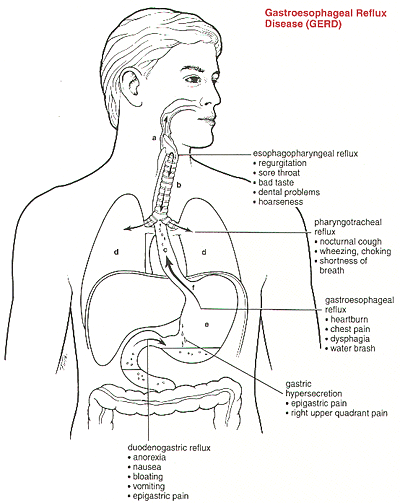 Gastroesophageal Reflux
Disease (GERD)
a
esophagopharyngeal reflux
• regurgitation
• sore throat
• bad taste
• dental problems
• hoarseness
b
pharyngotracheal
reflux
• nocturnal cough
• wheezing, choking
• shortness of
breath
d
c
d
f
gastroesophageal
reflux
• heartburn
• chest pain
• dysphagia
• water brash
e
gastric
hypersecretion
• epigastric pain
• right upper quadrant pain
duodenogastric reflux
• anorexia
• nausea
• bloating
• vomiting
• epigastric pain